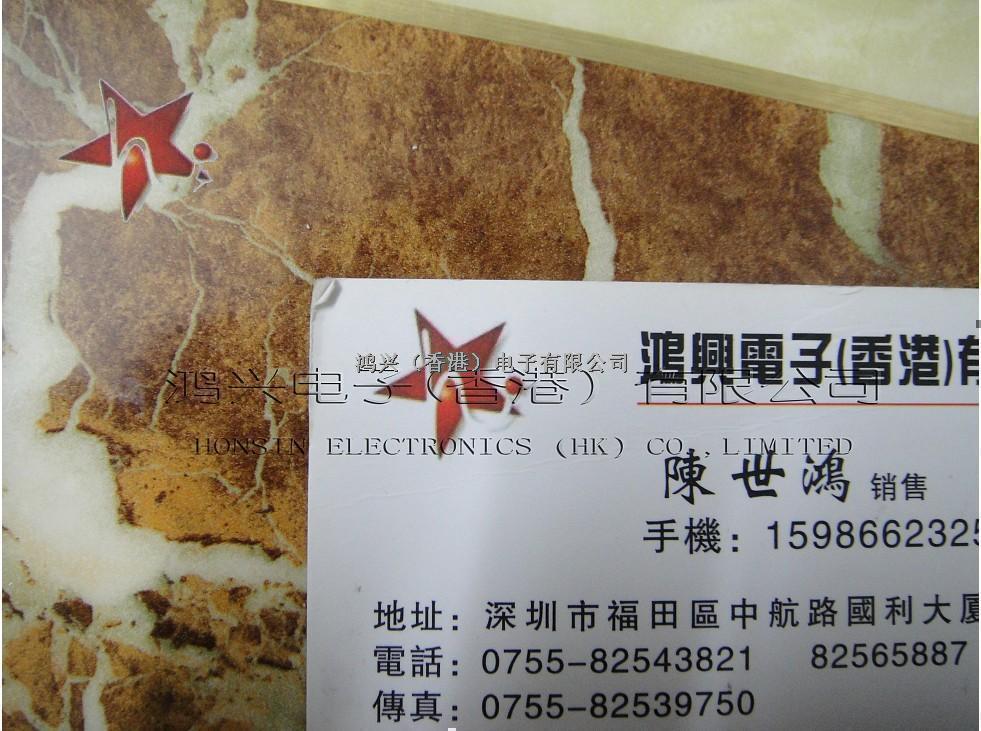 鴻興電子(香港)有
鸿兴（香港）电子有限公司
鸿兴电子(香港）有限公司
HONSIN ELECTRONICS (HK) CO.,LIMITED
陳世鴻 销售
手機：1598662325
地址：深圳市福田區中航路國利大廈
電話：0755-82543821 82565887
傳真：0755-82539750